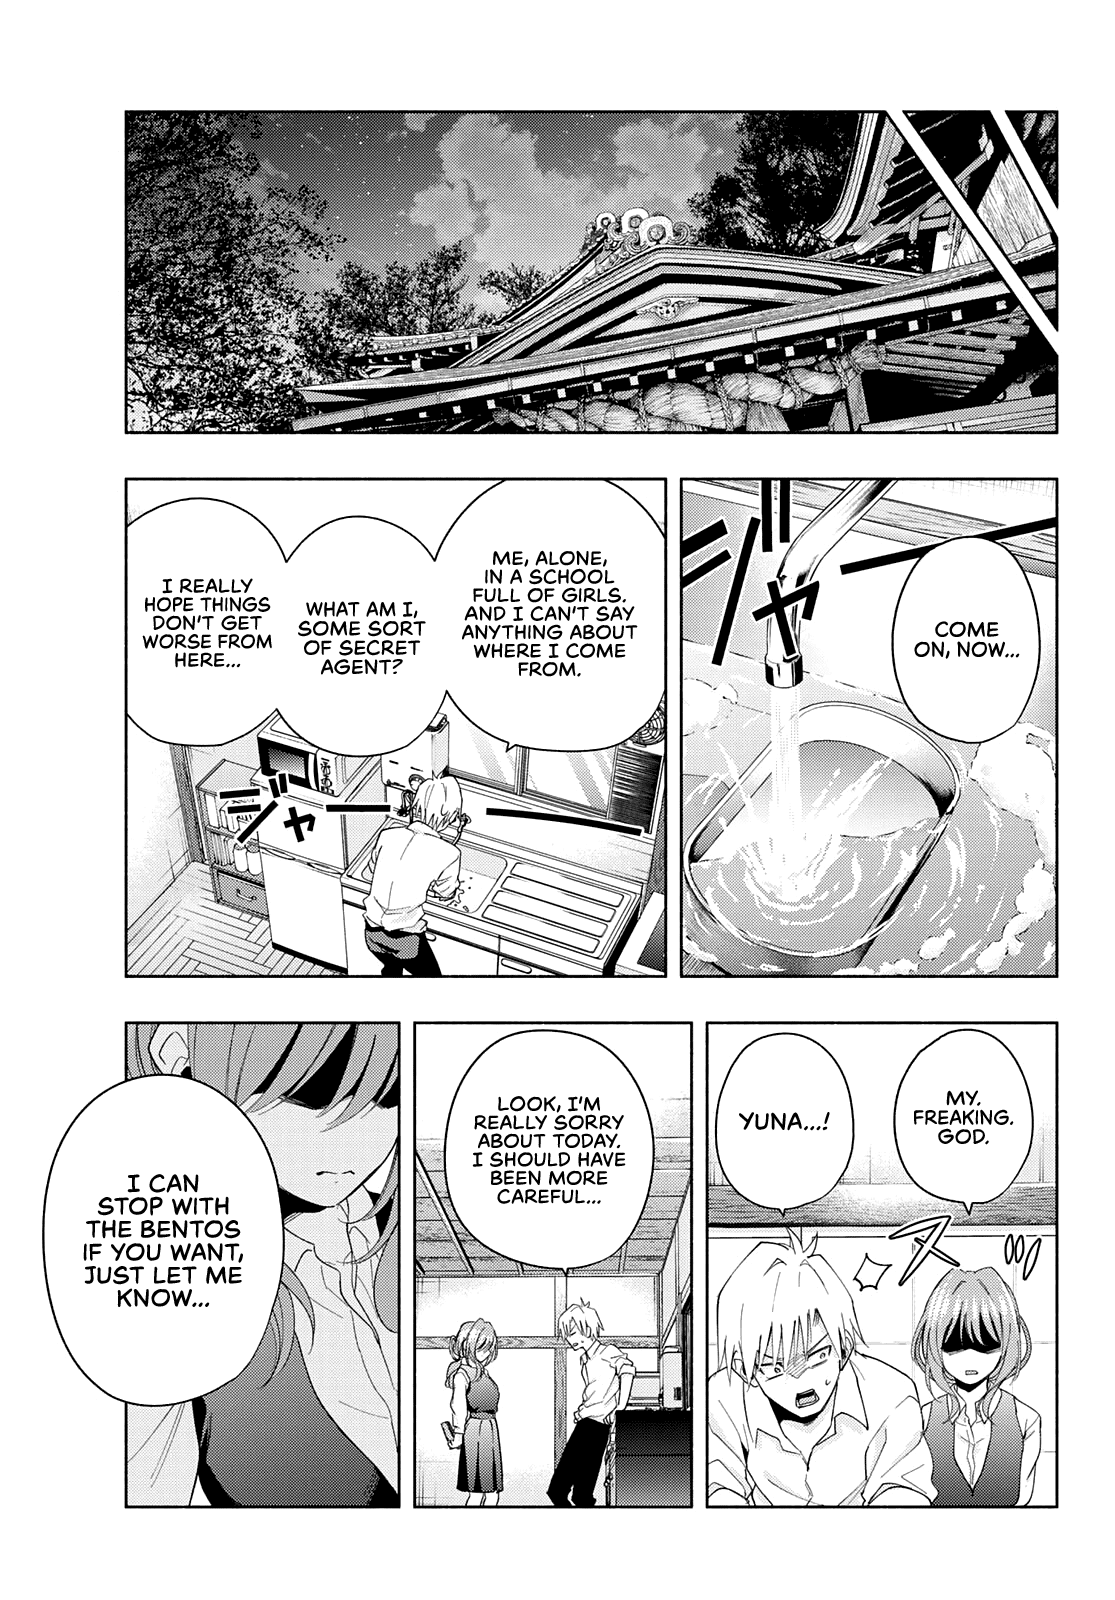 COME
ON, NOW...
ジャ
ME, ALONE,
IN A SCHOOL
FULL OF GIRLS.
AND I CAN'T SAY
ANYTHING ABOUT
WHERE I COME
FROM.
WHAT AM I,
SOME SORT
OF SECRET
AGENT?
I REALLY
HOPE THINGS
DON'T GET
WORSE FROM
HERE...
ジャ
MY.
FREAKING.
GOD.
YUNA...!
LOOK, I'M
REALLY SORRY
ABOUT TODAY.
I SHOULD HAVE
BEEN MORE
CAREFUL...
I CAN
STOP WITH
THE BENTOS
IF YOU WANT,
JUST LET ME
KNOW...